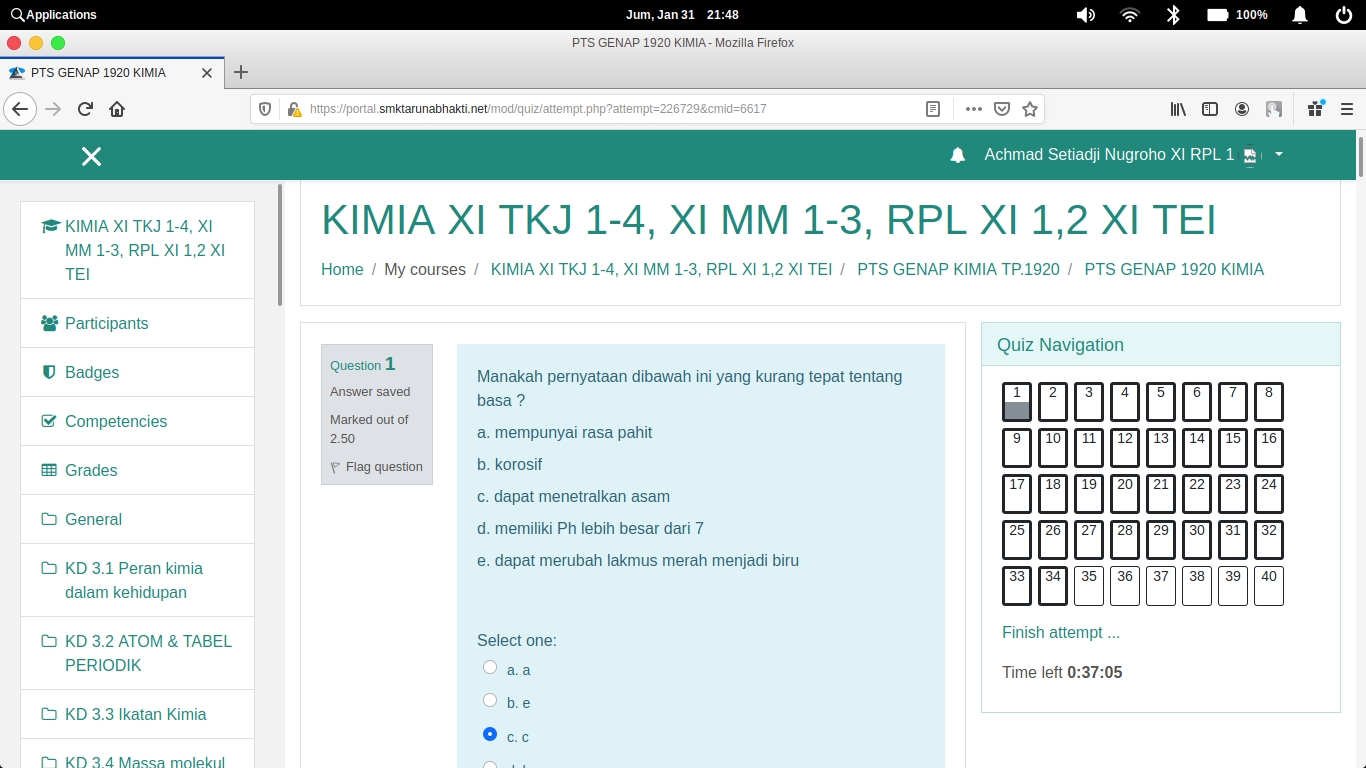 Applications
Jum, Jan 31 21:48
100%
PTS GENAP 1920 KIMIA - Mozilla Firefox
PTS GENAP 1920 KIMIA
https://portal.smktarunabhakti.net/mod/quiz/attempt.php?attempt=226729&cmid=6617
Achmad Setiadji Nugroho XI RPL 1
KIMIA XI TKJ 1-4, XI
MM 1-3, RPL XI 1,2 XI
TEI
Participants
Badges
Competencies
Grades
General
KD 3.1 Peran kimia
dalam kehidupan
KD 3.2 ATOM & TABEL
PERIODIK
KD 3.3 Ikatan Kimia
KD 3.4 Massa molekul
KIMIA XI TKJ 1-4, XI MM 1-3, RPL XI 1,2 XI TEI
Home / My courses / KIMIA XI TKJ 1-4, XI MM 1-3, RPL XI 1,2 XI TEI / PTS GENAP KIMIA TP.1920 / PTS GENAP 1920 KIMIA
Question 1
Answer saved
Marked out of
2.50
Flag question
Manakah pernyataan dibawah ini yang kurang tepat tentang
basa ?
a. mempunyai rasa pahit
b. korosif
c. dapat menetralkan asam
d. memiliki Ph lebih besar dari 7
e. dapat merubah lakmus merah menjadi biru
Select one:
a. a
b. e
c. c
Quiz Navigation
1 2 3 4 5 6 7 8
9 10 11 12 13 14 15 16
17 18 19 20 21 22 23 24
25 26 27 28 29 30 31 32
33 34 35 36 37 38 39 40
Finish attempt ...
Time left 0:37:05